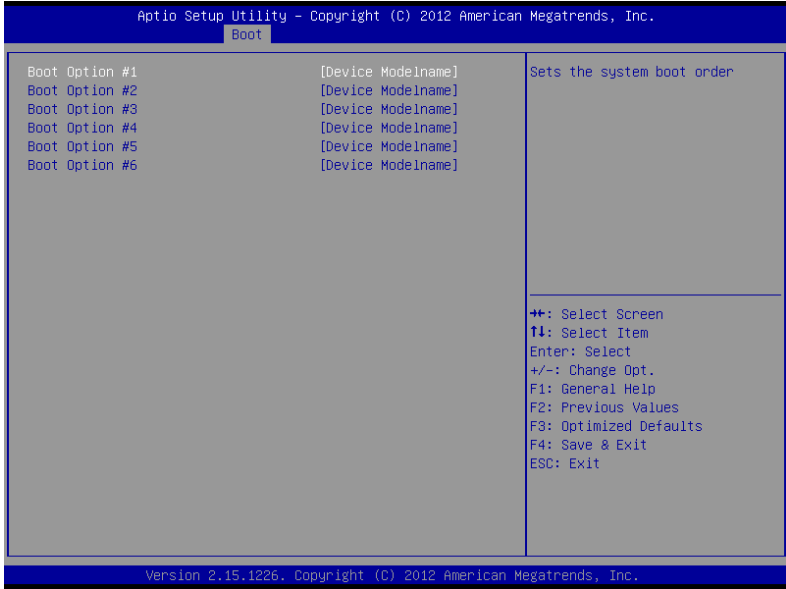 Aptio Setup Utility – Copyright (C) 2012 American Megatrends, Inc.
Boot
Boot Option #1 [Device Modelname]
Boot Option #2 [Device Modelname]
Boot Option #3 [Device Modelname]
Boot Option #4 [Device Modelname]
Boot Option #5 [Device Modelname]
Boot Option #6 [Device Modelname]
Sets the system boot order
→←: Select Screen
↑↓: Select Item
Enter: Select
+/-: Change Opt.
F1: General Help
F2: Previous Values
F3: Optimized Defaults
F4: Save & Exit
ESC: Exit
Version 2.15.1226. Copyright (C) 2012 American Megatrends, Inc.